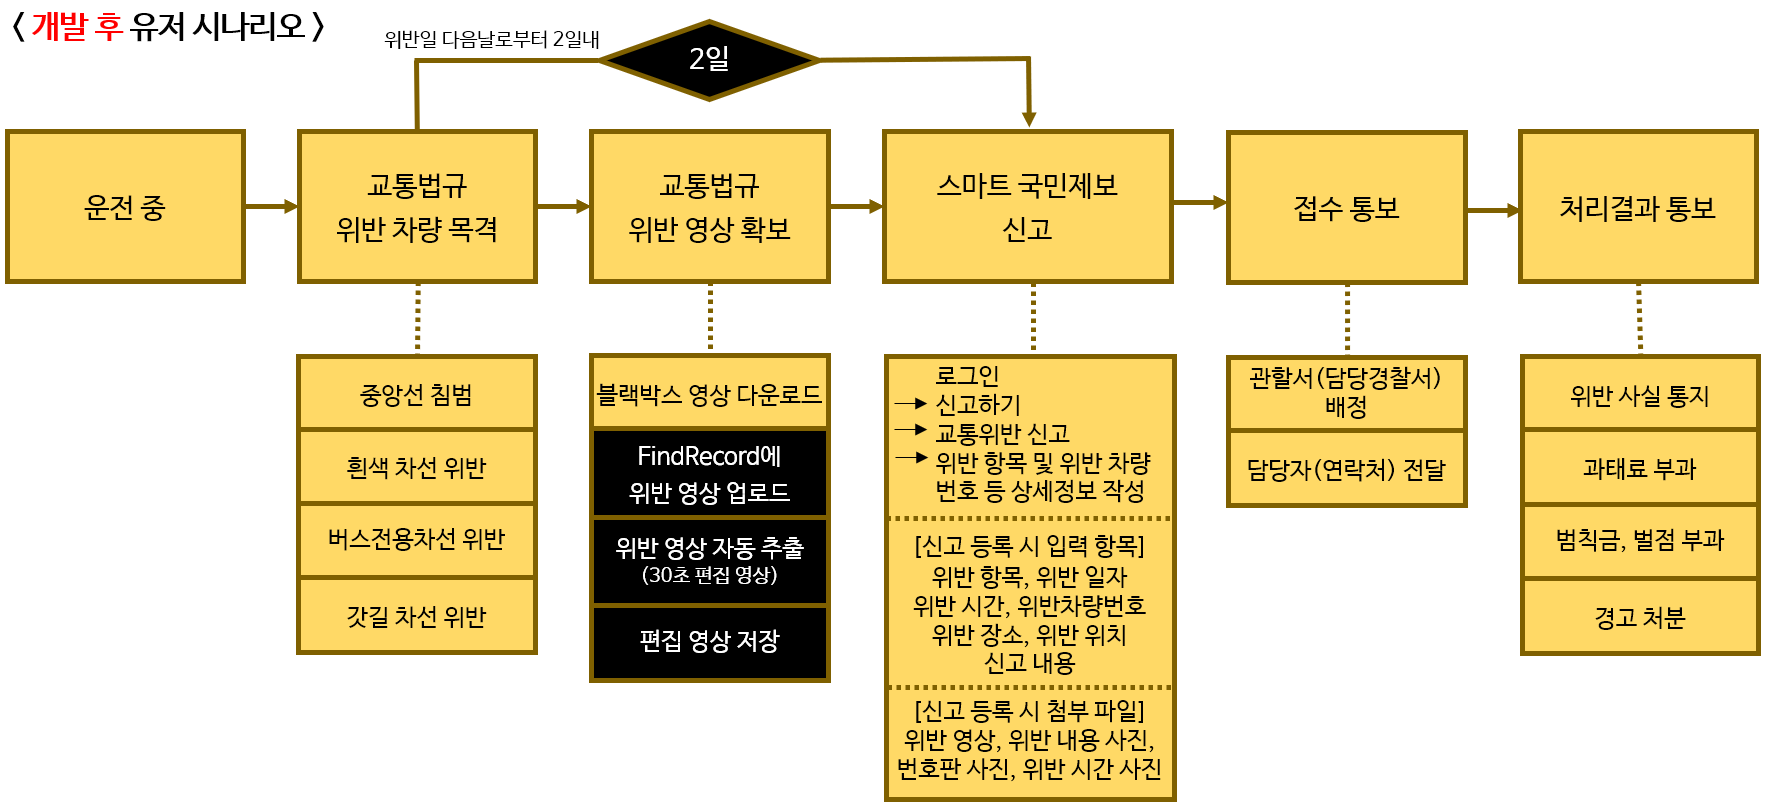 〈 개발 후 유저 시나리오 〉
위반일 다음날로부터 2일내
2일
운전 중
교통법규
위반 차량 목격
교통법규
위반 영상 확보
스마트 국민제보
신고
접수 통보
처리결과 통보
중앙선 침범
흰색 차선 위반
버스전용차선 위반
갓길 차선 위반
블랙박스 영상 다운로드
FindRecord에
위반 영상 업로드
위반 영상 자동 추출
(30초 편집 영상)
편집 영상 저장
로그인
신고하기
교통위반 신고
위반 항목 및 위반 차량
번호 등 상세정보 작성
[신고 등록 시 입력 항목]
위반 항목, 위반 일자
위반 시간, 위반차량번호
위반 장소, 위반 위치
신고 내용
[신고 등록 시 첨부 파일]
위반 영상, 위반 내용 사진,
번호판 사진, 위반 시간 사진
관할서(담당경찰서)
배정
담당자(연락처) 전달
위반 사실 통지
과태료 부과
범칙금, 벌점 부과
경고 처분